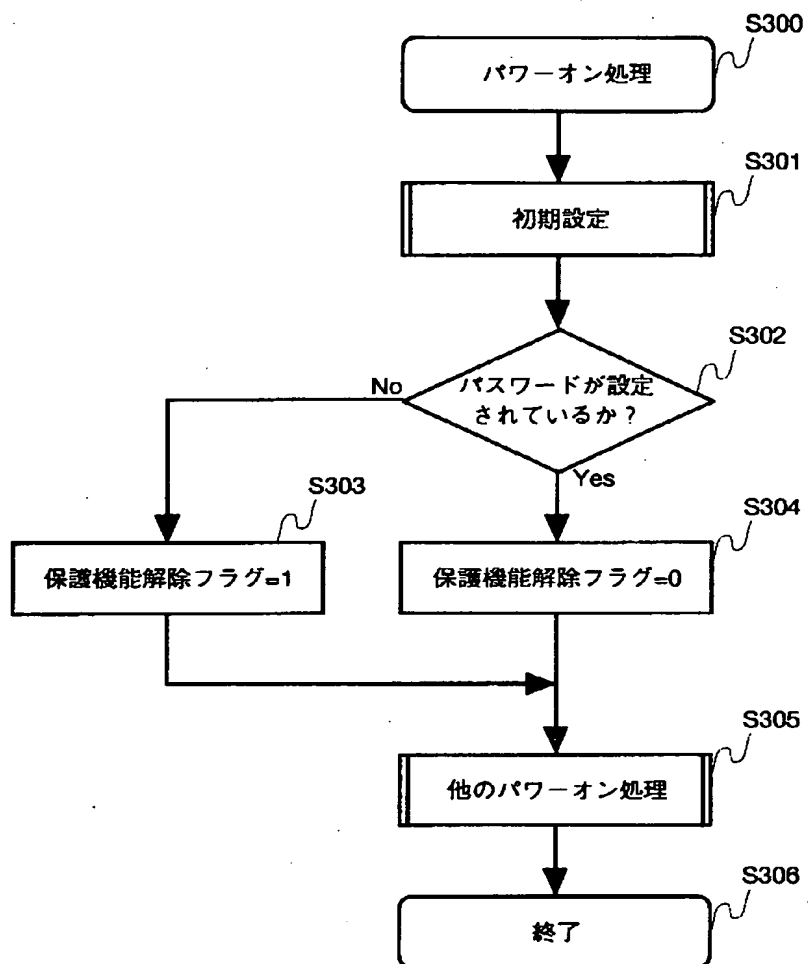 S300
パワーオン処理
S301
初期設定
S302
パスワードが設定
されているか？
No
Yes
S303
保護機能解除フラグ=1
S304
保護機能解除フラグ=0
S305
他のパワーオン処理
S306
終了